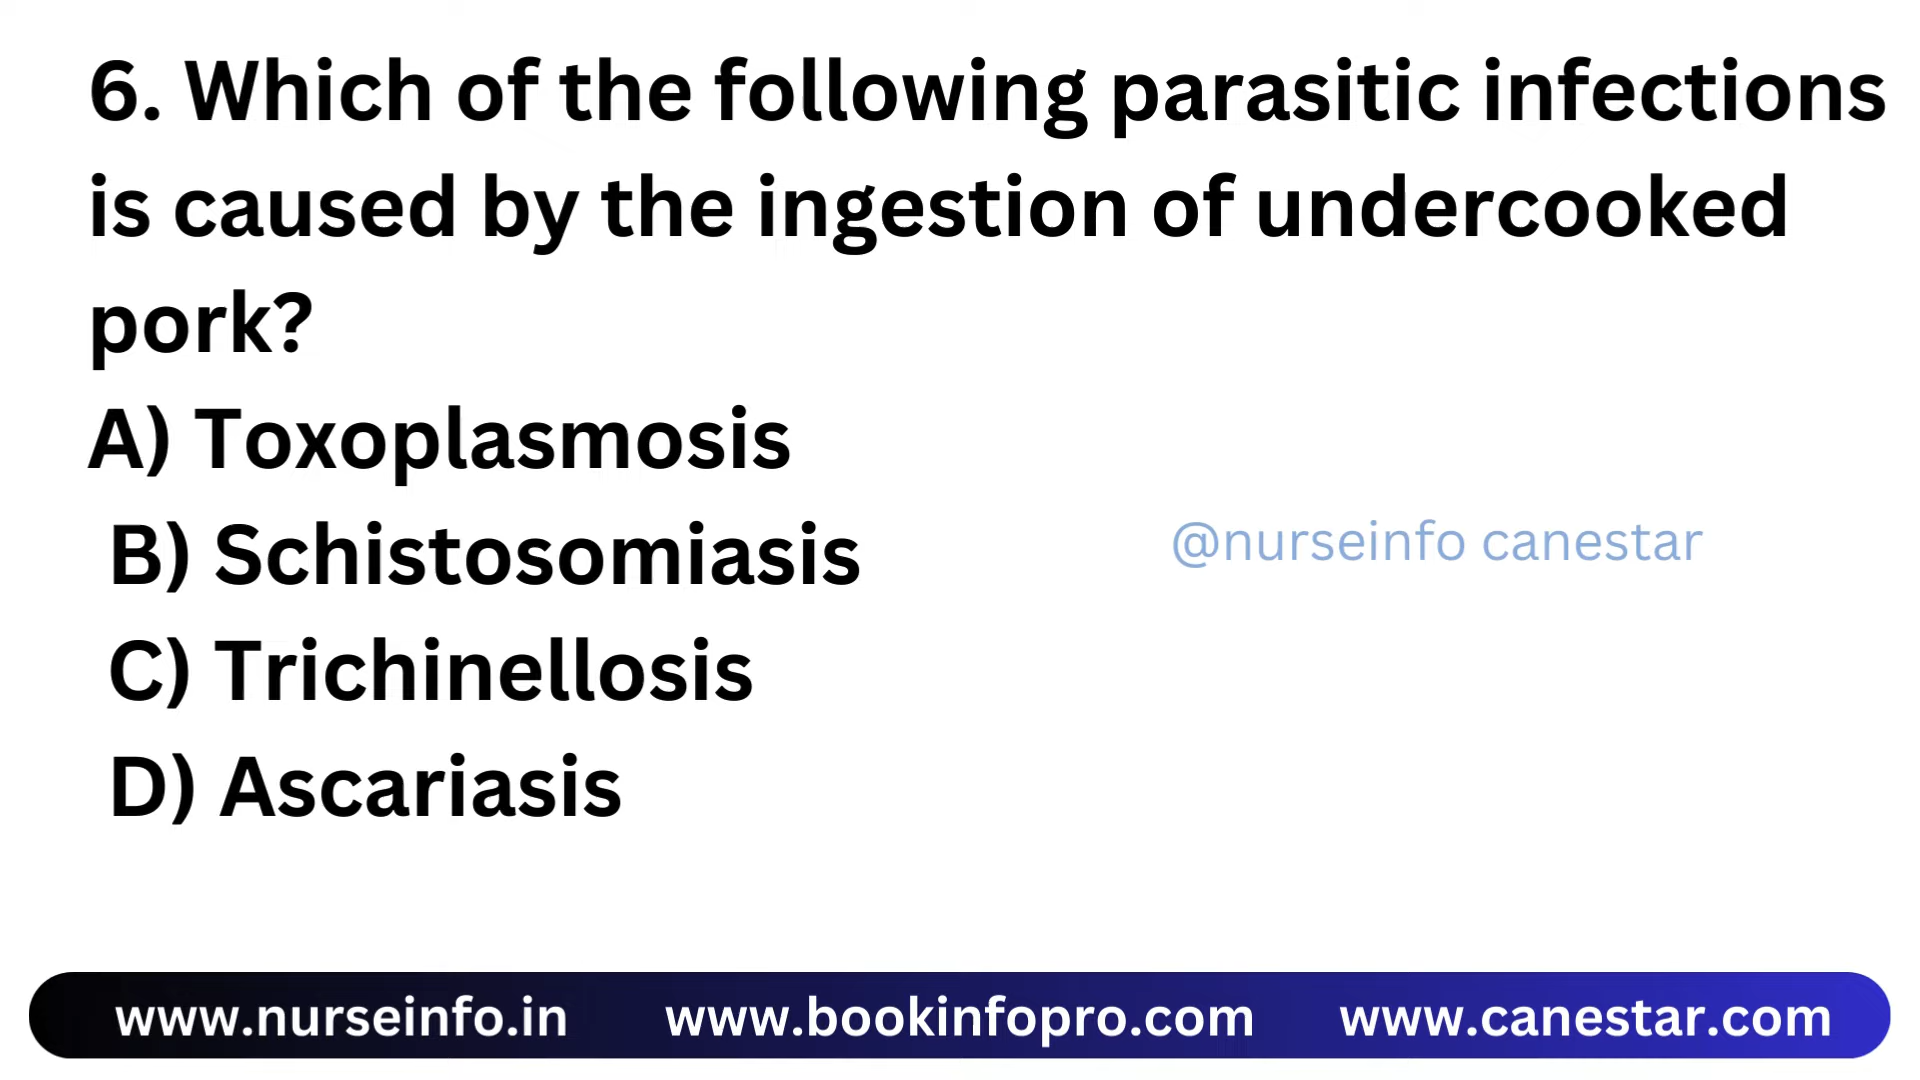 6. Which of the following parasitic infections
is caused by the ingestion of undercooked
pork?
A) Toxoplasmosis
B) Schistosomiasis
@nurseinfo canestar
C) Trichinellosis
D) Ascariasis
www.nurseinfo.in www.bookinfopro.com www.canestar.com